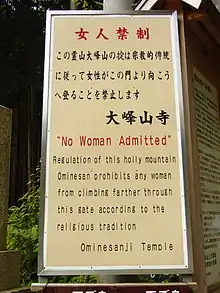 女人禁制
この霊山大峰山の掟は宗教的伝統
に従って女性がこの門より向こう
へ登ることを禁止します
大峰山寺
"No Woman Admitted"
Regulation of this holly mountain
Ominesan prohibits any woman
from climbing farther through
this gate according to the
religious tradition
Ominesanji Temple